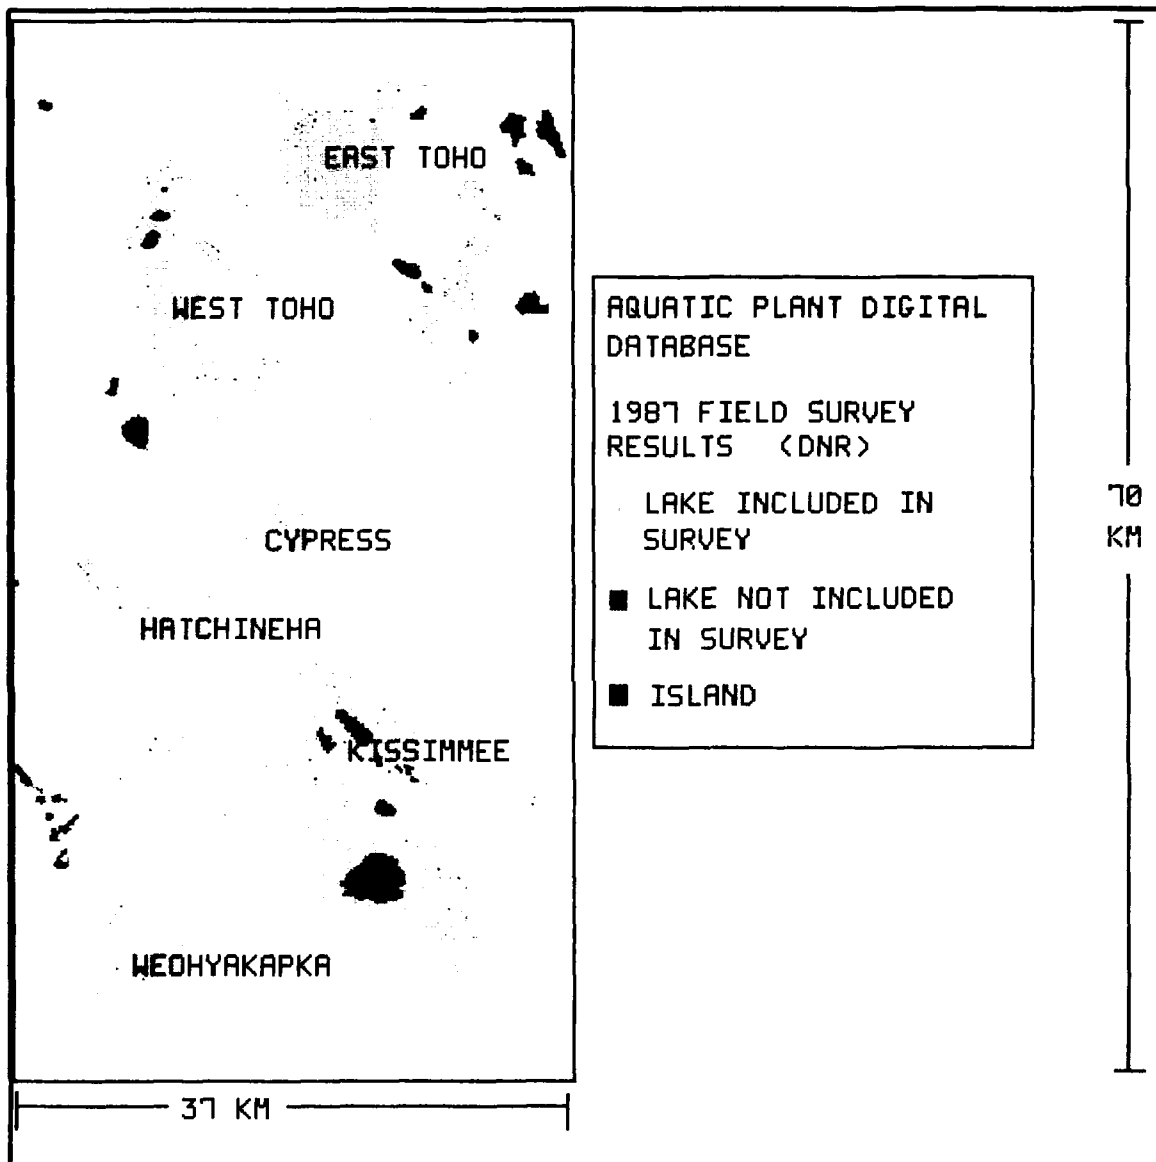 EAST TOHO
WEST TOHO
CYPRESS
HATCHINEHA
KISSIMMEE
WEOHYAKAPKA
37 KM
AQUATIC PLANT DIGITAL
DATABASE
1987 FIELD SURVEY
RESULTS (DNR)
LAKE INCLUDED IN
SURVEY
LAKE NOT INCLUDED
IN SURVEY
ISLAND
70
KM